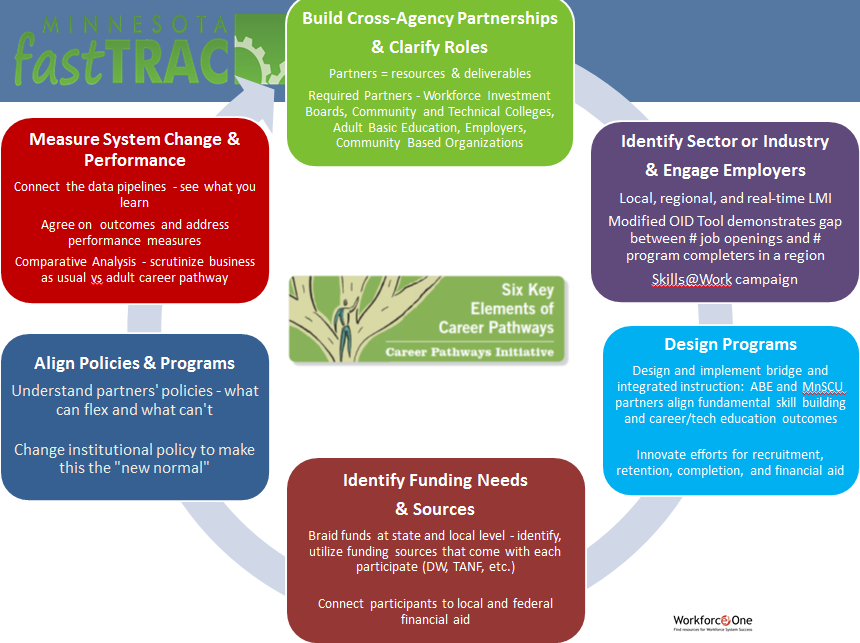 MINNESOTA
fastTRAC
Build Cross-Agency Partnerships
& Clarify Roles
Partners = resources & deliverables
Required Partners - Workforce Investment
Boards, Community and Technical Colleges,
Adult Basic Education, Employers,
Community Based Organizations
Identify Sector or Industry
& Engage Employers
Local, regional, and real-time LMI
Modified OID Tool demonstrates gap
between # job openings and #
program completers in a region
Skills@Work campaign
Design Programs
Design and implement bridge and
integrated instruction: ABE and MnSCU
partners align fundamental skill building
and career/tech education outcomes
Innovate efforts for recruitment,
retention, completion, and financial aid
Identify Funding Needs
& Sources
Braid funds at state and local level - identify,
utilize funding sources that come with each
participate (DW, TANF, etc.)
Connect participants to local and federal
financial aid
Align Policies & Programs
Understand partners' policies - what
can flex and what can't
Change institutional policy to make
this the "new normal"
Measure System Change &
Performance
Connect the data pipelines - see what you
learn
Agree on outcomes and address
performance measures
Comparative Analysis - scrutinize business
as usual vs adult career pathway
Six Key
Elements of
Career Pathways
Career Pathways Initiative
Workforce One
Find resources for Workforce System Success